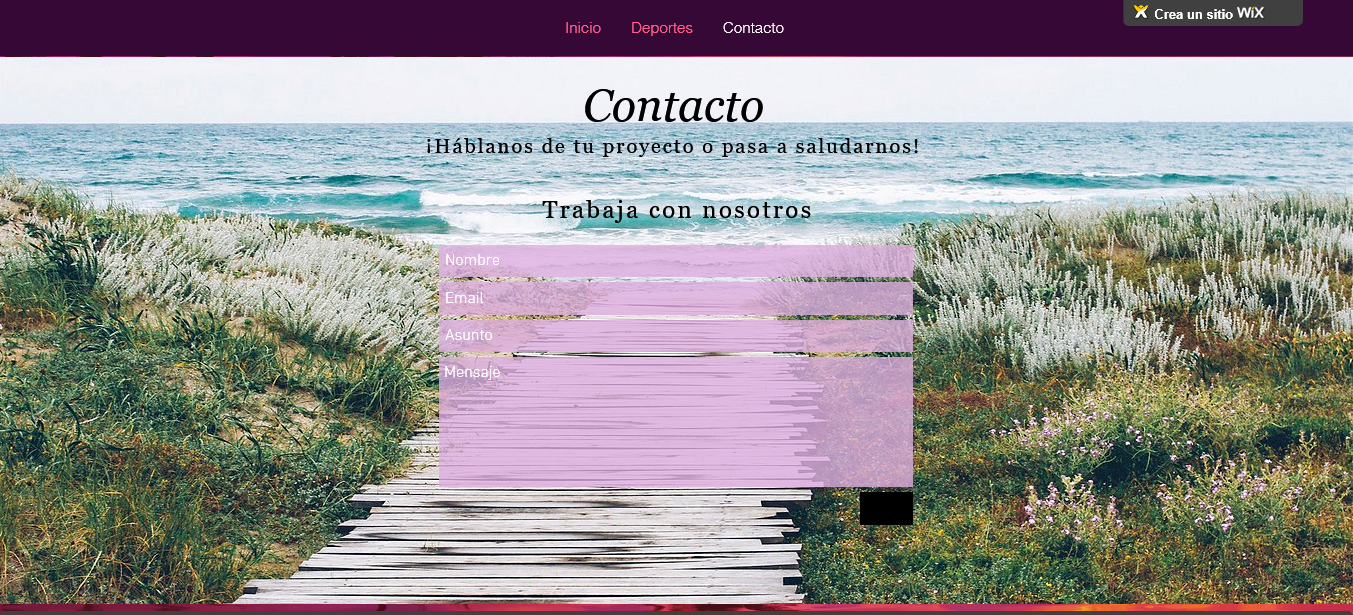 Inicio Deportes Contacto
Crea un sitio WiX
Contacto
¡Háblanos de tu proyecto o pasa a saludarnos!
Trabaja con nosotros
Nombre
Email
Asunto
Mensaje